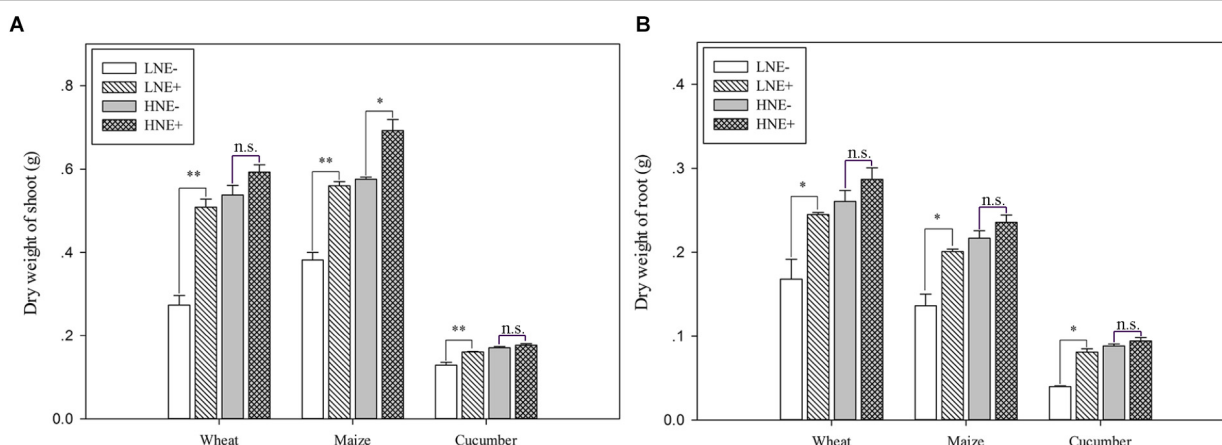 A
LNE-
LNE+
HNE-
HNE+
.8
.6
.4
.2
0.0
Dry weight of shoot (g)
**
n.s.
**
*
**
n.s.
Wheat
Maize
Cucumber
B
LNE-
LNE+
HNE-
HNE+
.4
.3
.2
.1
0.0
Dry weight of root (g)
*
n.s.
*
n.s.
*
n.s.
Wheat
Maize
Cucumber